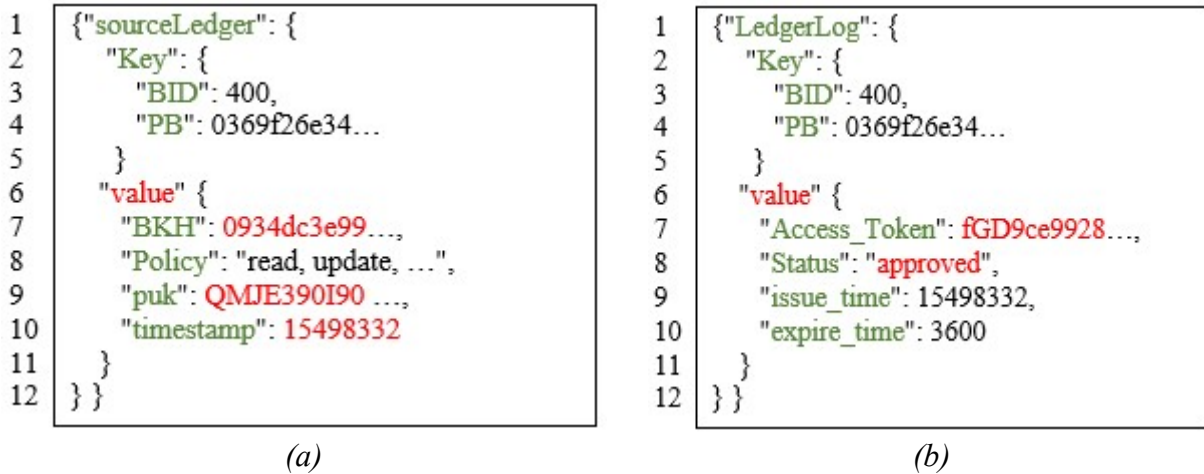 1 {"sourceLedger": {
2 "Key": {
3 "BID": 400,
4 "PB": 0369f26e34…
5 }
6 "value" {
7 "BKH": 0934dc3e99…,
8 "Policy": "read, update, …",
9 "puk": QMJE390I90 …,
10 "timestamp": 15498332
11 }
12 } }
(a)
1 {"LedgerLog": {
2 "Key": {
3 "BID": 400,
4 "PB": 0369f26e34…
5 }
6 "value" {
7 "Access_Token": fGD9ce9928…,
8 "Status": "approved",
9 "issue_time": 15498332,
10 "expire_time": 3600
11 }
12 } }
(b)